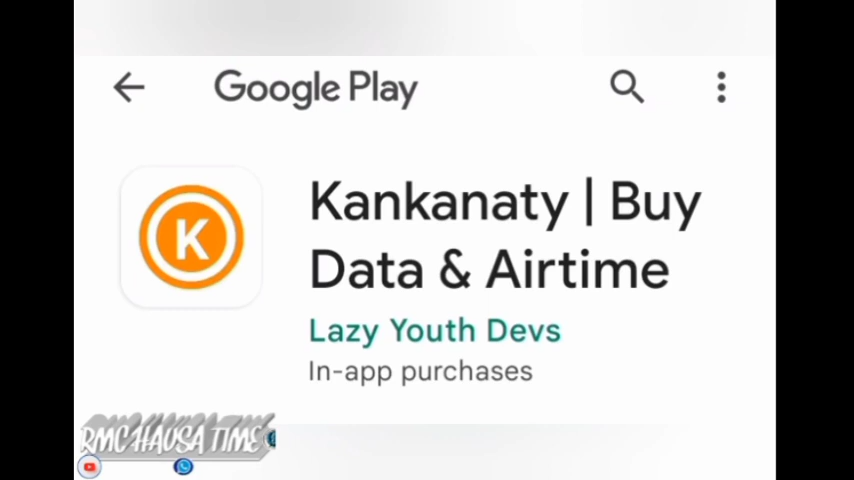 Google Play
K
Kankanaty | Buy
Data & Airtime
Lazy Youth Devs
In-app purchases
RMC HAUSA TIME